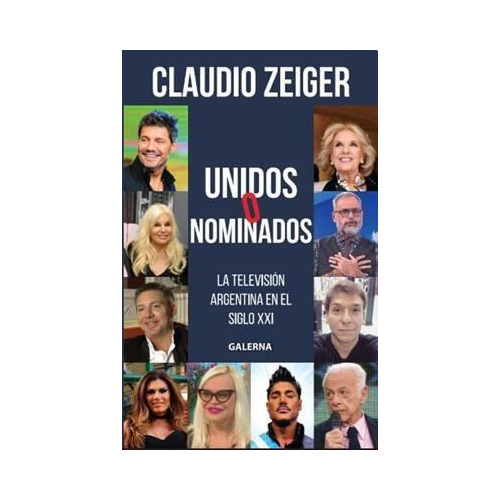 CLAUDIO ZEIGER
UNIDOS
O
NOMINADOS
LA TELEVISIÓN
ARGENTINA EN EL
SIGLO XXI
GALERNA